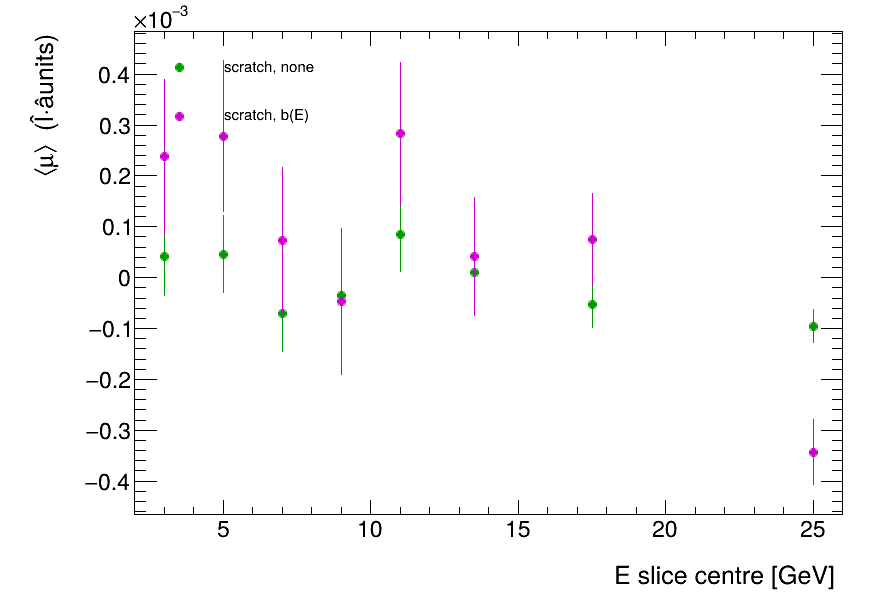 ×10⁻³
⟨μ⟩ (Î·âunits)
scratch, none
scratch, b(E)
0.4
0.3
0.2
0.1
0
−0.1
−0.2
−0.3
−0.4
5 10 15 20 25
E slice centre [GeV]